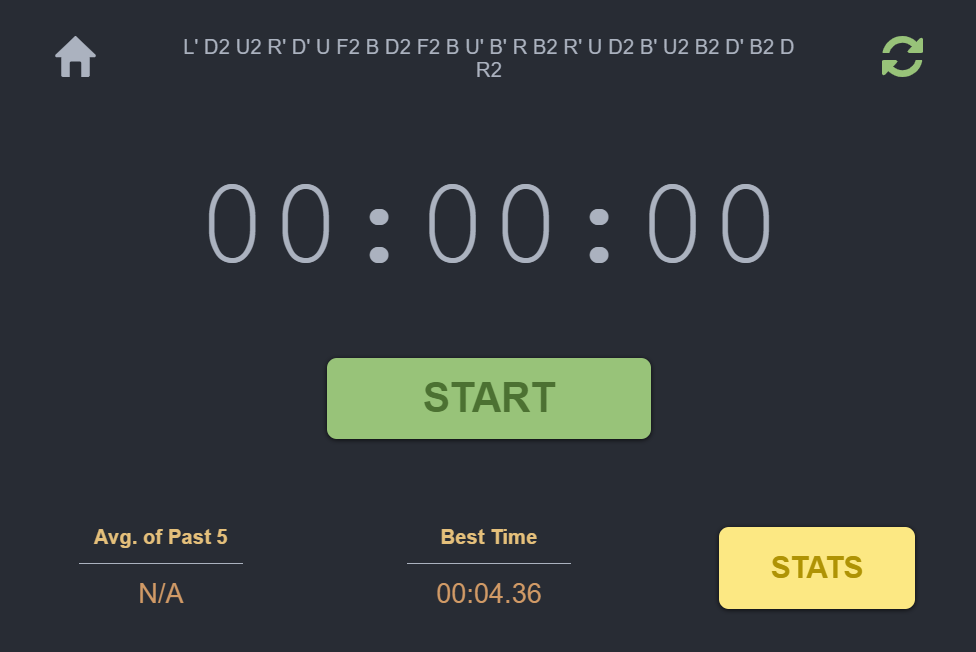 L' D2 U2 R' D' U F2 B D2 F2 B U' B' R B2 R' U D2 B' U2 B2 D' B2 D
R2
00:00:00
START
Avg. of Past 5
Best Time
N/A
00:04.36
STATS